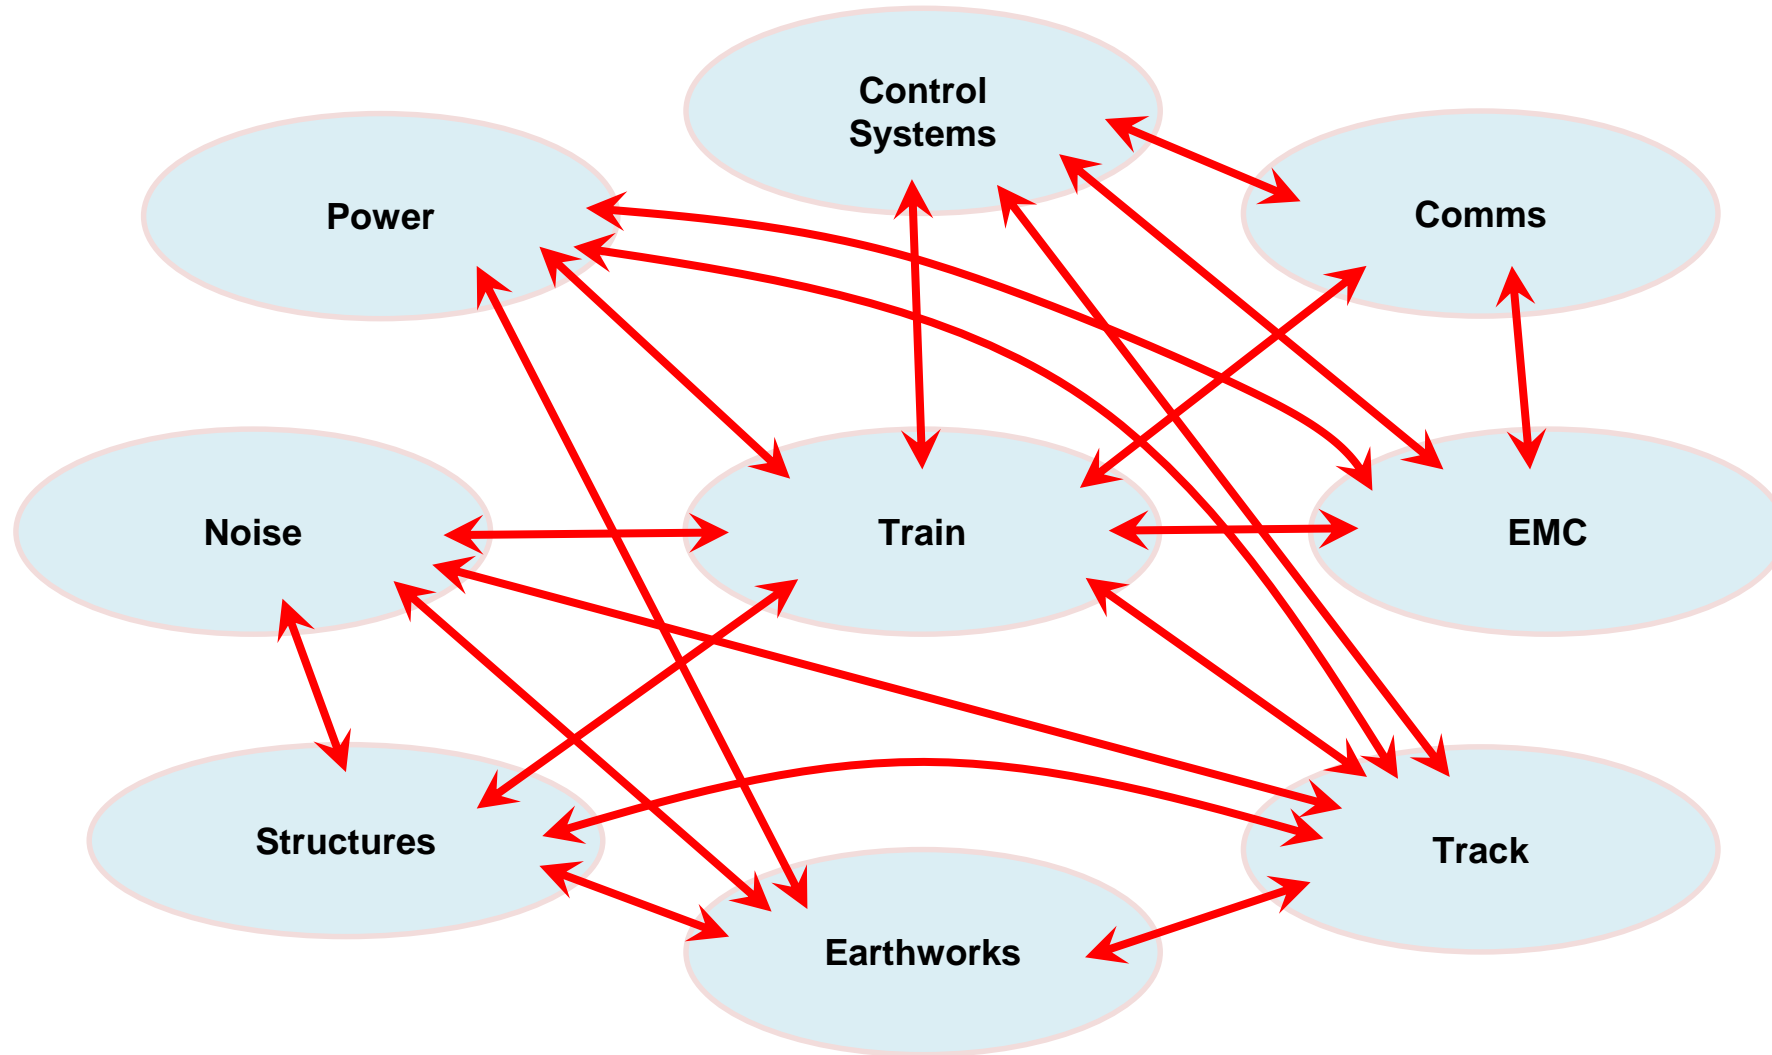 Control
Systems
Power
Comms
Noise
Train
EMC
Structures
Track
Earthworks